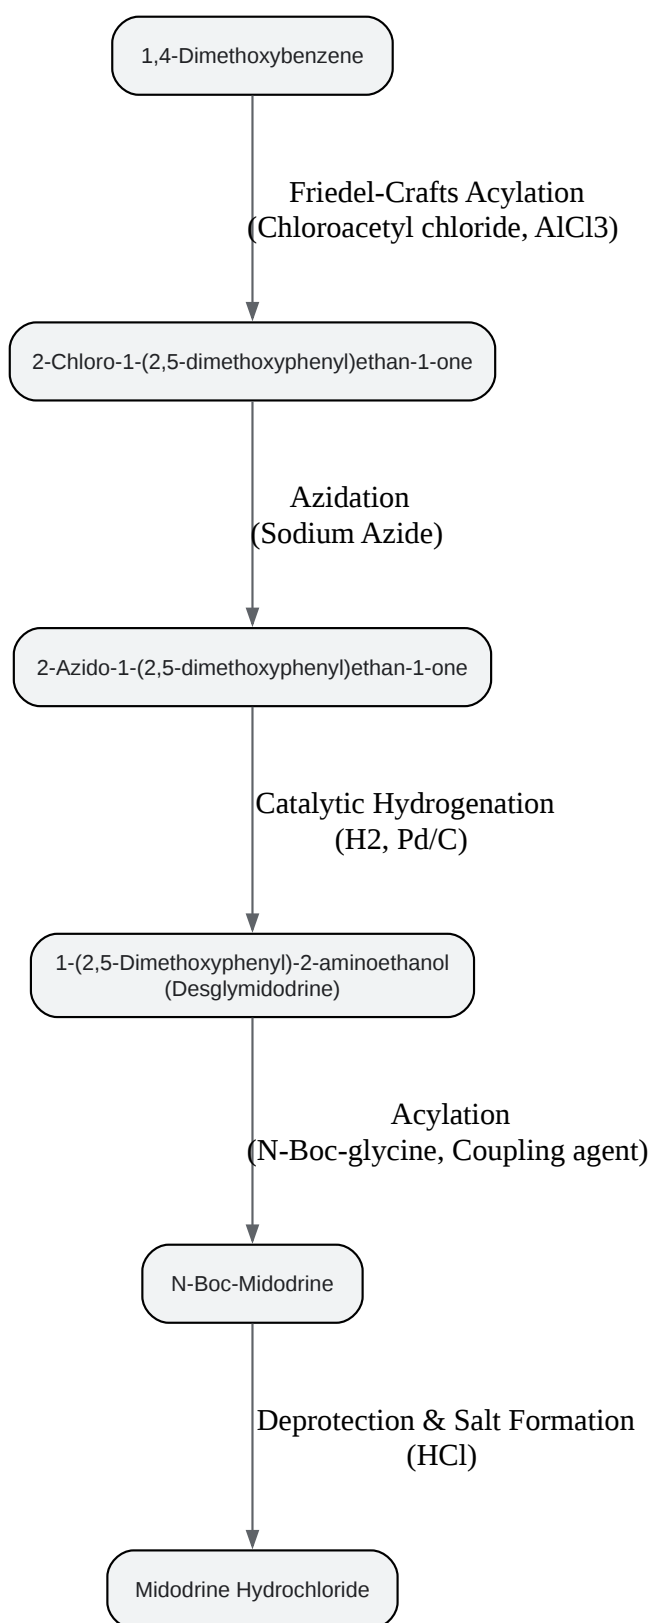 1,4-Dimethoxybenzene
Friedel-Crafts Acylation
(Chloroacetyl chloride, AlCl3)
2-Chloro-1-(2,5-dimethoxyphenyl)ethan-1-one
Azidation
(Sodium Azide)
2-Azido-1-(2,5-dimethoxyphenyl)ethan-1-one
Catalytic Hydrogenation
(H2, Pd/C)
1-(2,5-Dimethoxyphenyl)-2-aminoethanol
(Desglymidodrine)
Acylation
(N-Boc-glycine, Coupling agent)
N-Boc-Midodrine
Deprotection & Salt Formation
(HCl)
Midodrine Hydrochloride